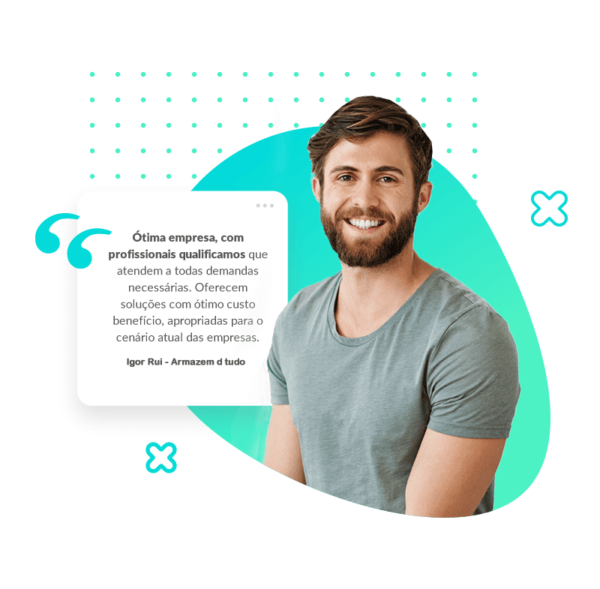 Ótima empresa, com
profissionais qualificamos que
atendem a todas demandas
necessárias. Oferecem
soluções com ótimo custo
benefício, apropriadas para o
cenário atual das empresas.
Igor Rui - Armazem d tudo